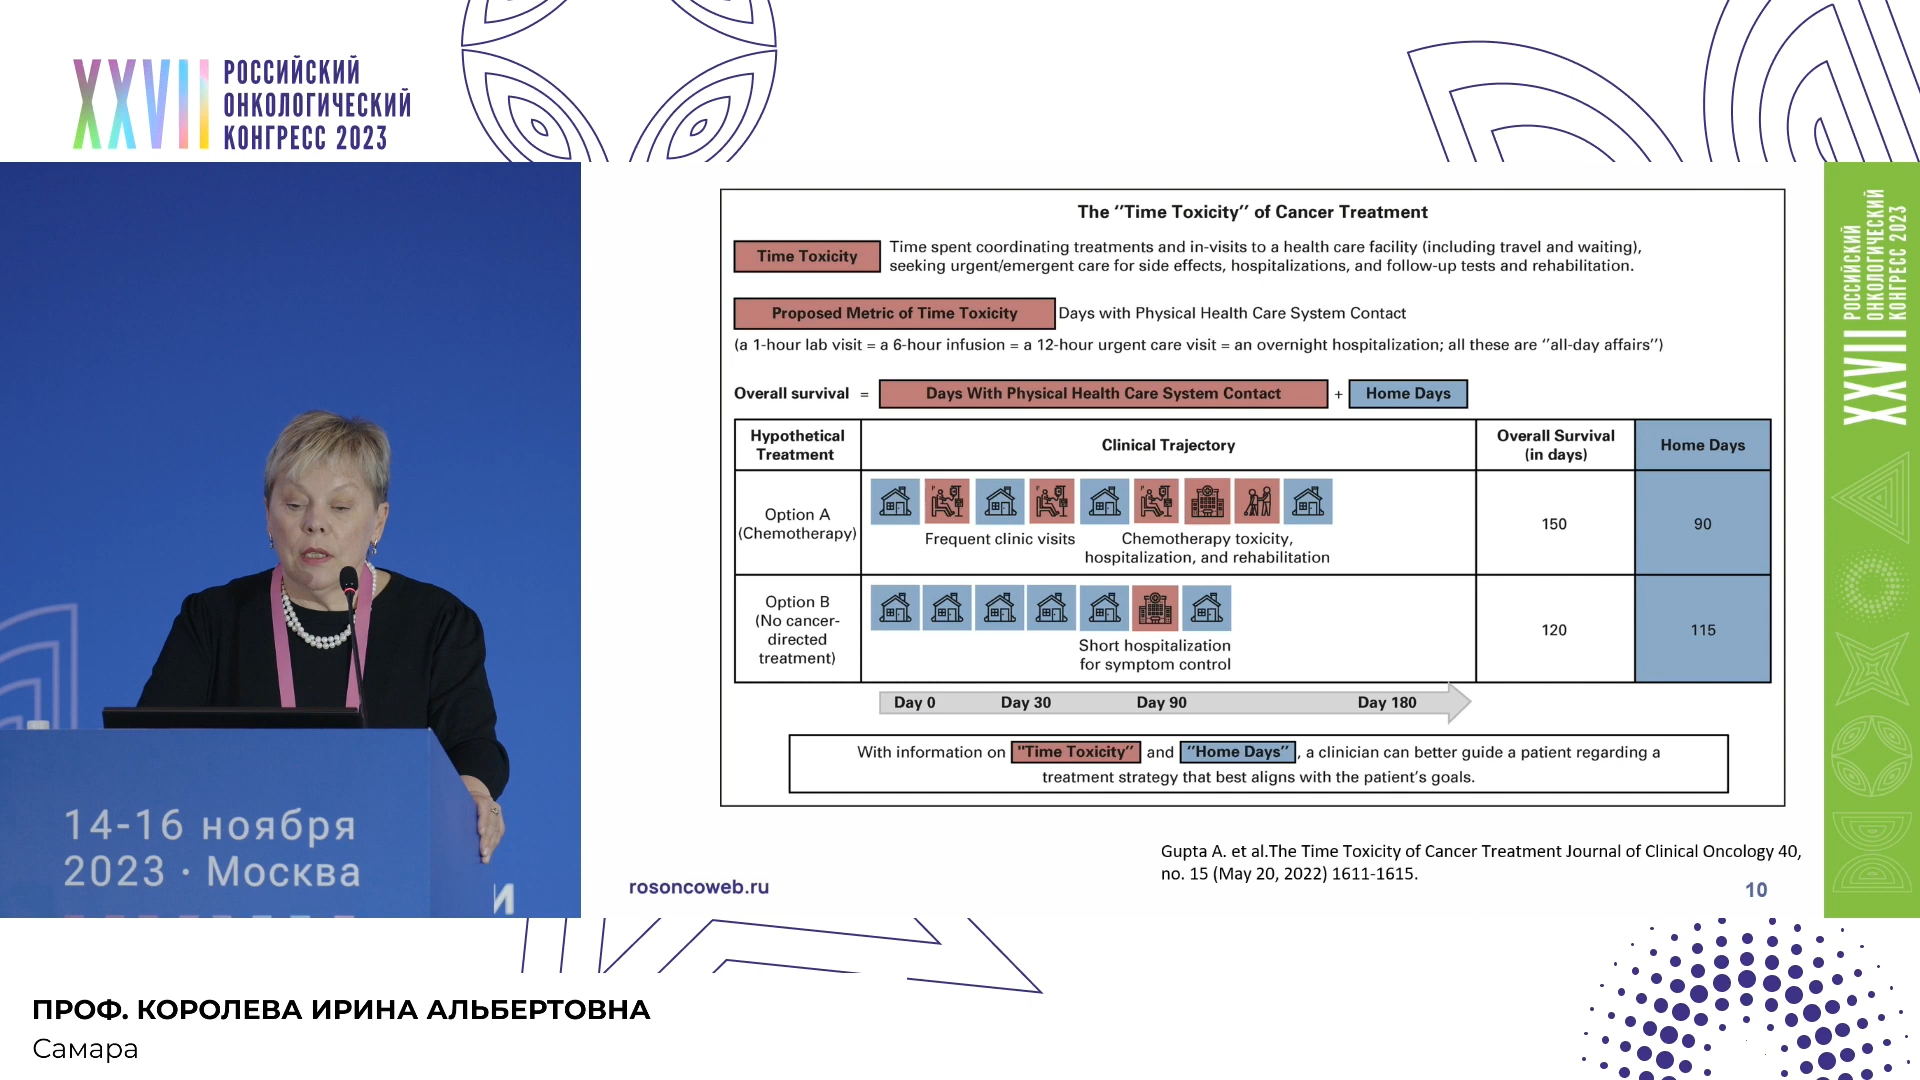 XXVII
РОССИЙСКИЙ
ОНКОЛОГИЧЕСКИЙ
КОНГРЕСС 2023
The ‘‘Time Toxicity’’ of Cancer Treatment
Time Toxicity
Time spent coordinating treatments and in-visits to a health care facility (including travel and waiting),
seeking urgent/emergent care for side effects, hospitalizations, and follow-up tests and rehabilitation.
Proposed Metric of Time Toxicity Days with Physical Health Care System Contact
(a 1-hour lab visit = a 6-hour infusion = a 12-hour urgent care visit = an overnight hospitalization; all these are ‘‘all-day affairs’’)
Overall survival = Days With Physical Health Care System Contact + Home Days
Hypothetical
Treatment
Clinical Trajectory
Overall Survival
(in days)
Home Days
Option A
(Chemotherapy)
Frequent clinic visits
Chemotherapy toxicity,
hospitalization, and rehabilitation
150
90
Option B
(No cancer-
directed
treatment)
Short hospitalization
for symptom control
120
115
Day 0 Day 30 Day 90 Day 180
With information on "Time Toxicity’’ and ‘‘Home Days’’, a clinician can better guide a patient regarding a
treatment strategy that best aligns with the patient’s goals.
Gupta A. et al.The Time Toxicity of Cancer Treatment Journal of Clinical Oncology 40,
no. 15 (May 20, 2022) 1611-1615.
rosoncoweb.ru
10
XXVII
РОССИЙСКИЙ
ОНКОЛОГИЧЕСКИЙ
КОНГРЕСС 2023
14-16 ноября
2023 · Москва
И
ПРОФ. КОРОЛЕВА ИРИНА АЛЬБЕРТОВНА
Самара